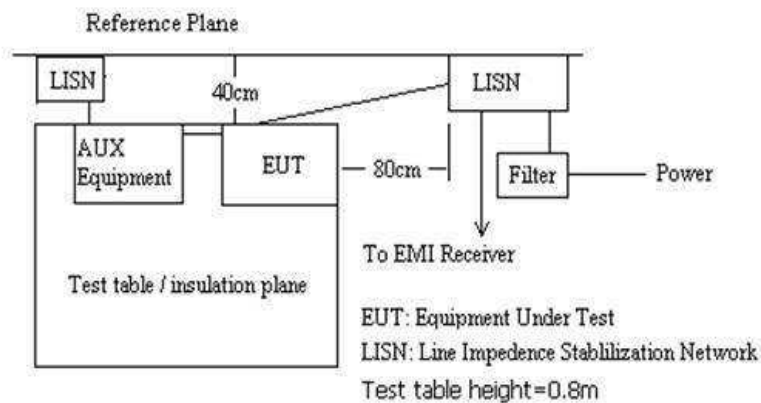 Reference Plane
LISN
40cm
LISN
AUX
Equipment
EUT
80cm
Filter
Power
To EMI Receiver
Test table / insulation plane
EUT: Equipment Under Test
LISN: Line Impedence Stablilization Network
Test table height=0.8m